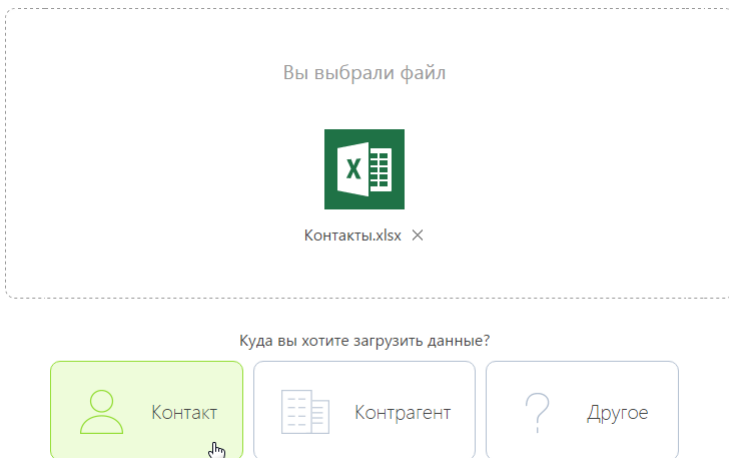 Вы выбрали файл
X
Контакты.xlsx
Куда вы хотите загрузить данные?
Контакт
Контрагент
? Другое